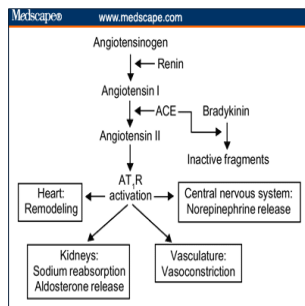 Medscape® www.medscape.com
Angiotensinogen
Renin
Angiotensin I
ACE Bradykinin
Angiotensin II
Inactive fragments
AT1R
activation
Heart:
Remodeling
Central nervous system:
Norepinephrine release
Kidneys:
Sodium reabsorption
Aldosterone release
Vasculature:
Vasoconstriction